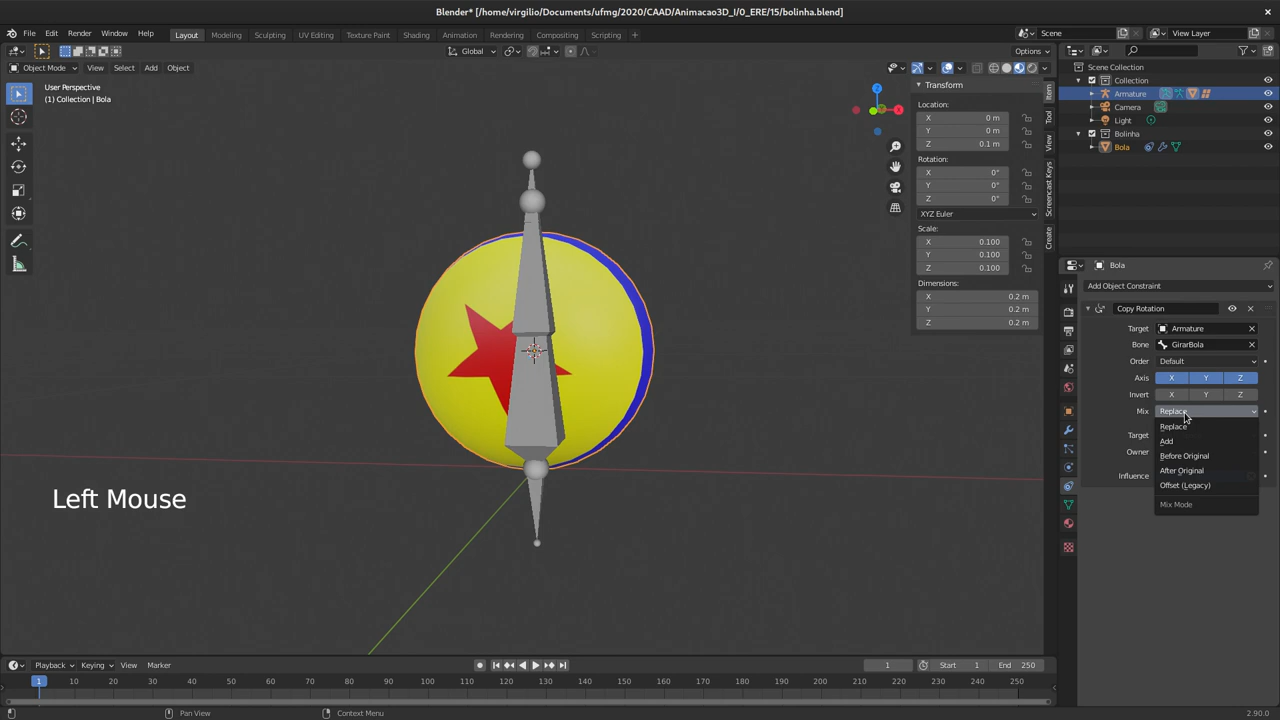 Blender* [/home/virgilio/Documents/ufmg/2020/CAAD/Animacao3D_I/0_ERE/15/bolinha.blend]
File Edit Render Window Help Layout Modeling Sculpting UV Editing Texture Paint Shading Animation Rendering Compositing Scripting + Scene View Layer
Global Options
Object Mode View Select Add Object
User Perspective
(1) Collection | Bola
Transform
Location:
X 0 m
Y 0 m
Z 0.1 m
Rotation:
X 0°
Y 0°
Z 0°
XYZ Euler
Scale:
X 0.100
Y 0.100
Z 0.100
Dimensions:
X 0.2 m
Y 0.2 m
Z 0.2 m
Item
Tool
View
Screencast Keys
Create
X
Z
Scene Collection
Collection
Armature
Camera
Light
Bolinha
Bola
Bola
Add Object Constraint
Copy Rotation
Target Armature
Bone GirarBola
Order Default
Axis X Y Z
Invert X Y Z
Mix Replace
Replace
Target
Add
Owner
Before Original
After Original
Influence
Offset (Legacy)
Mix Mode
Left Mouse
Playback Keying View Marker 1 Start 1 End 250
1 10 20 30 40 50 60 70 80 90 100 110 120 130 140 150 160 170 180 190 200 210 220 230 240 250
Pan View Context Menu 2.90.0